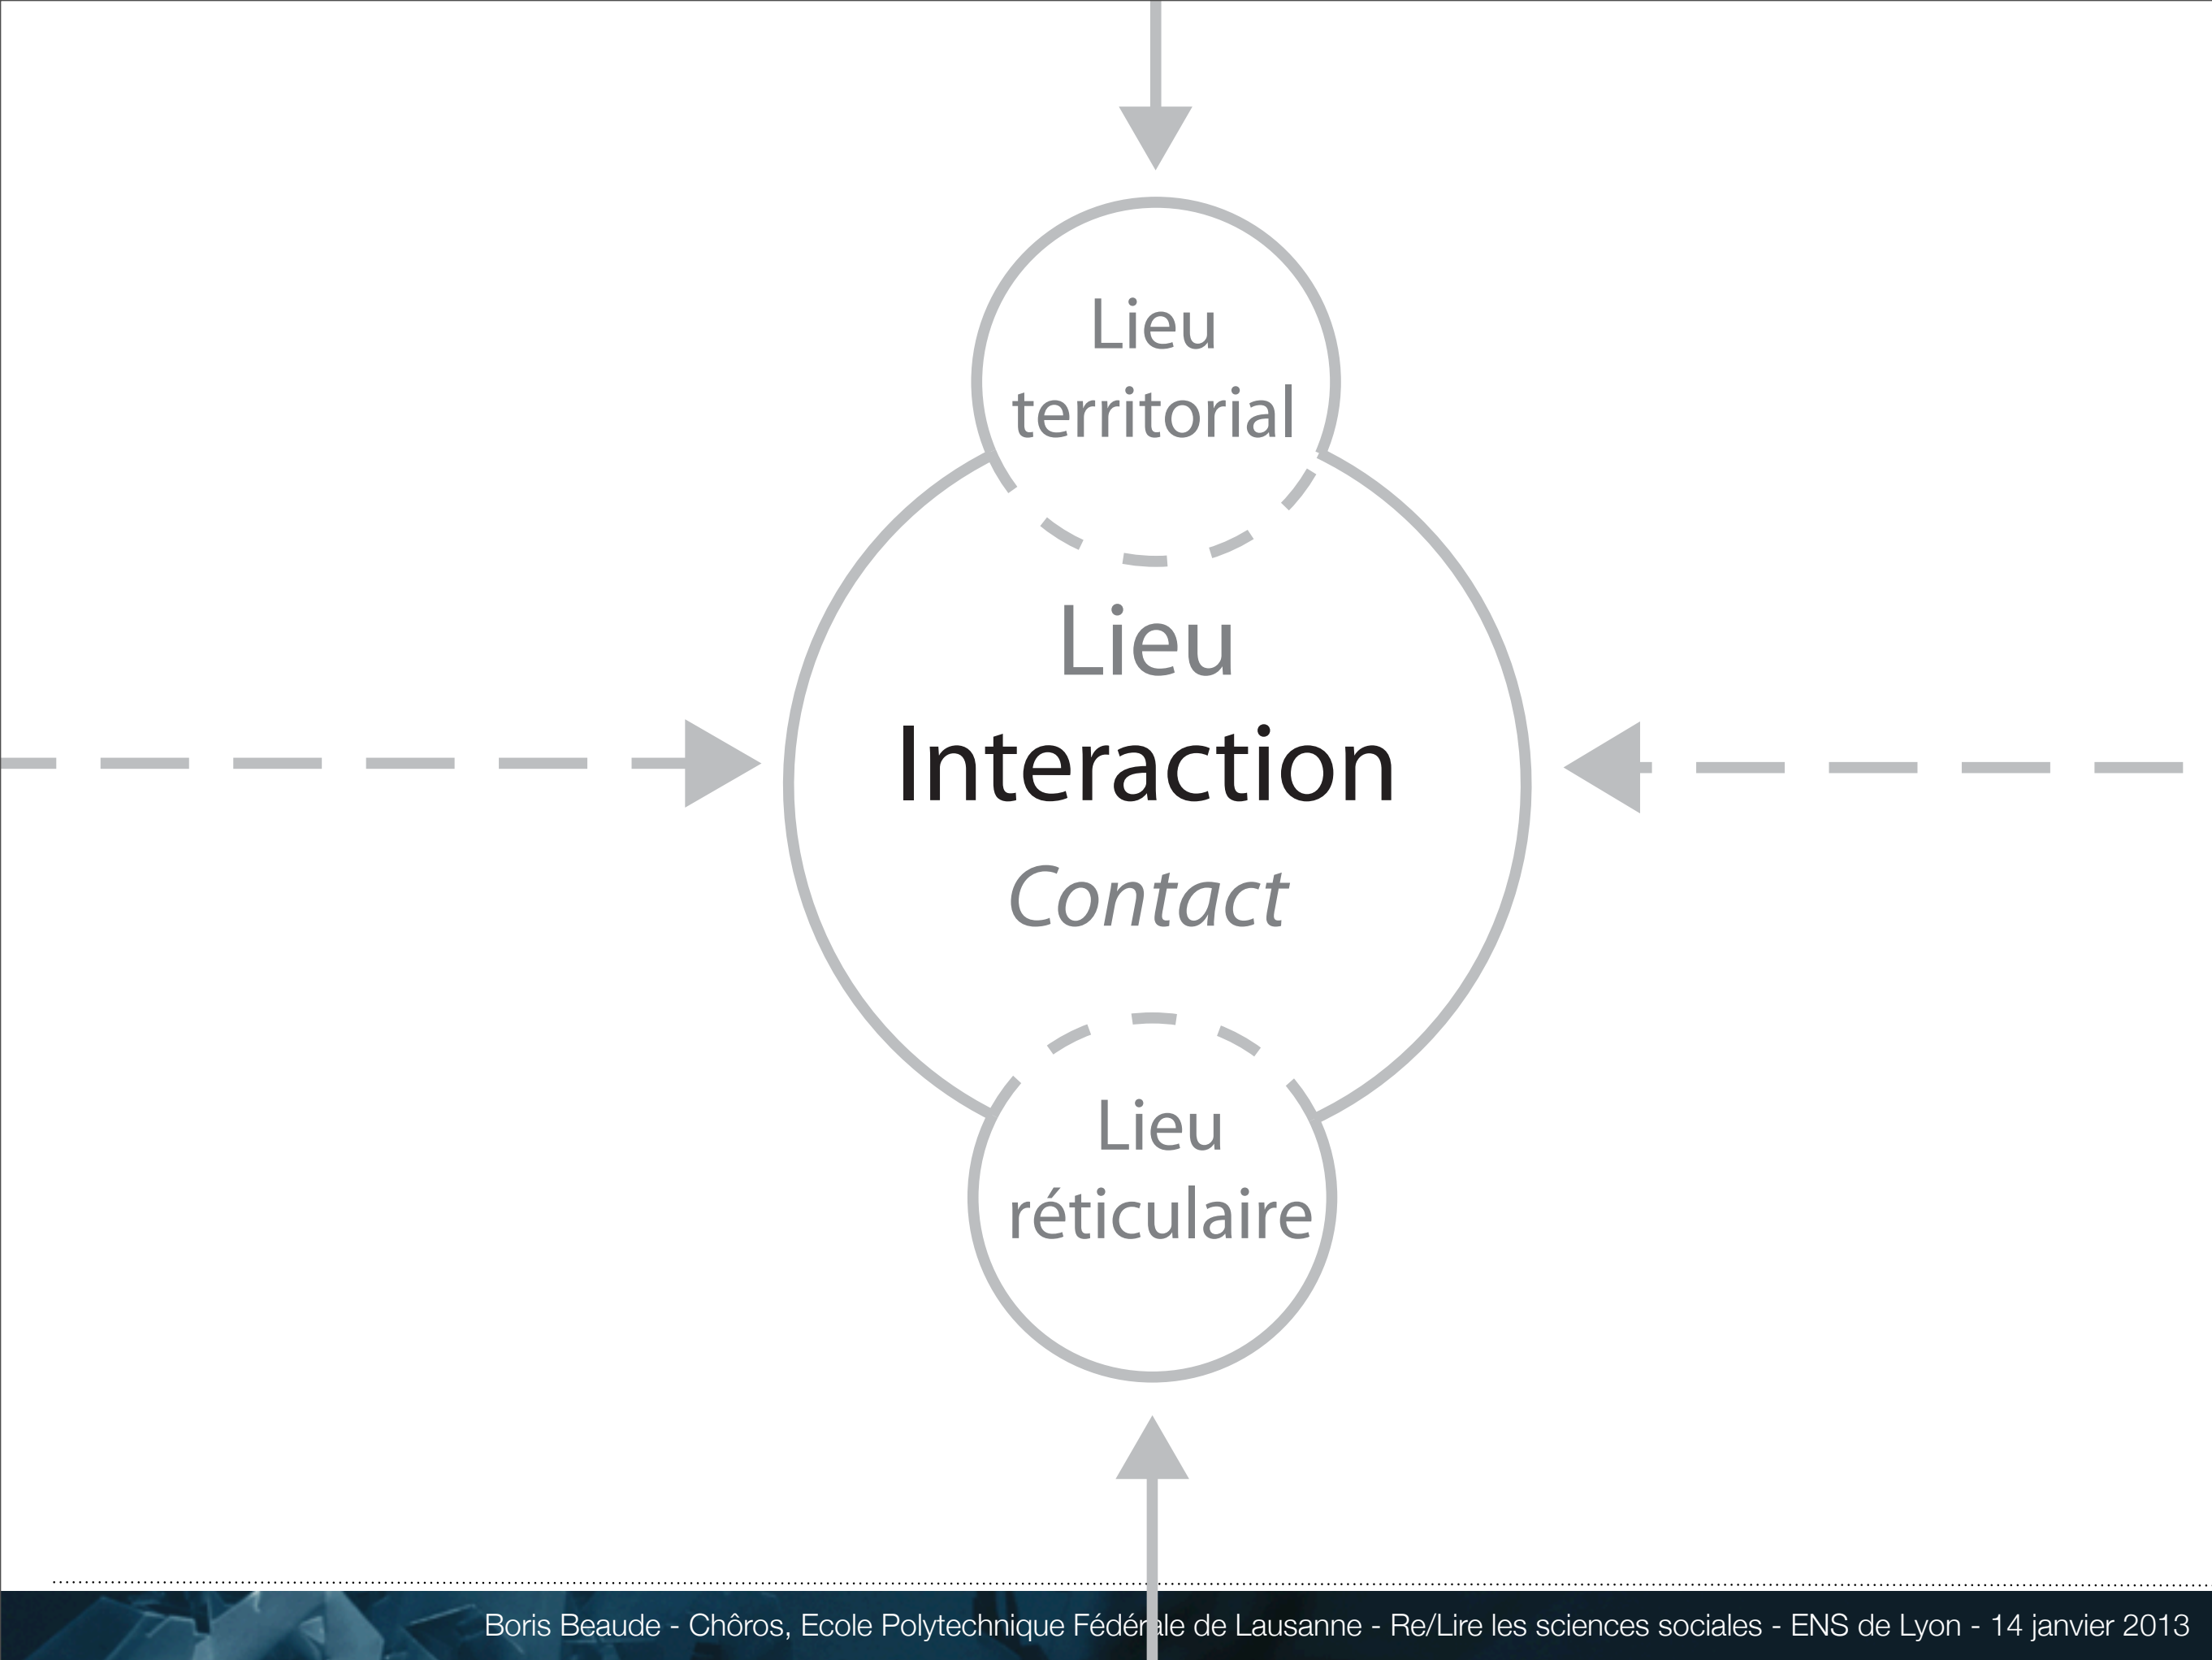 Lieu
territorial
Lieu
Interaction
Contact
Lieu
réticulaire
Boris Beaude - Chôros, Ecole Polytechnique Fédérale de Lausanne - Re/Lire les sciences sociales - ENS de Lyon - 14 janvier 2013